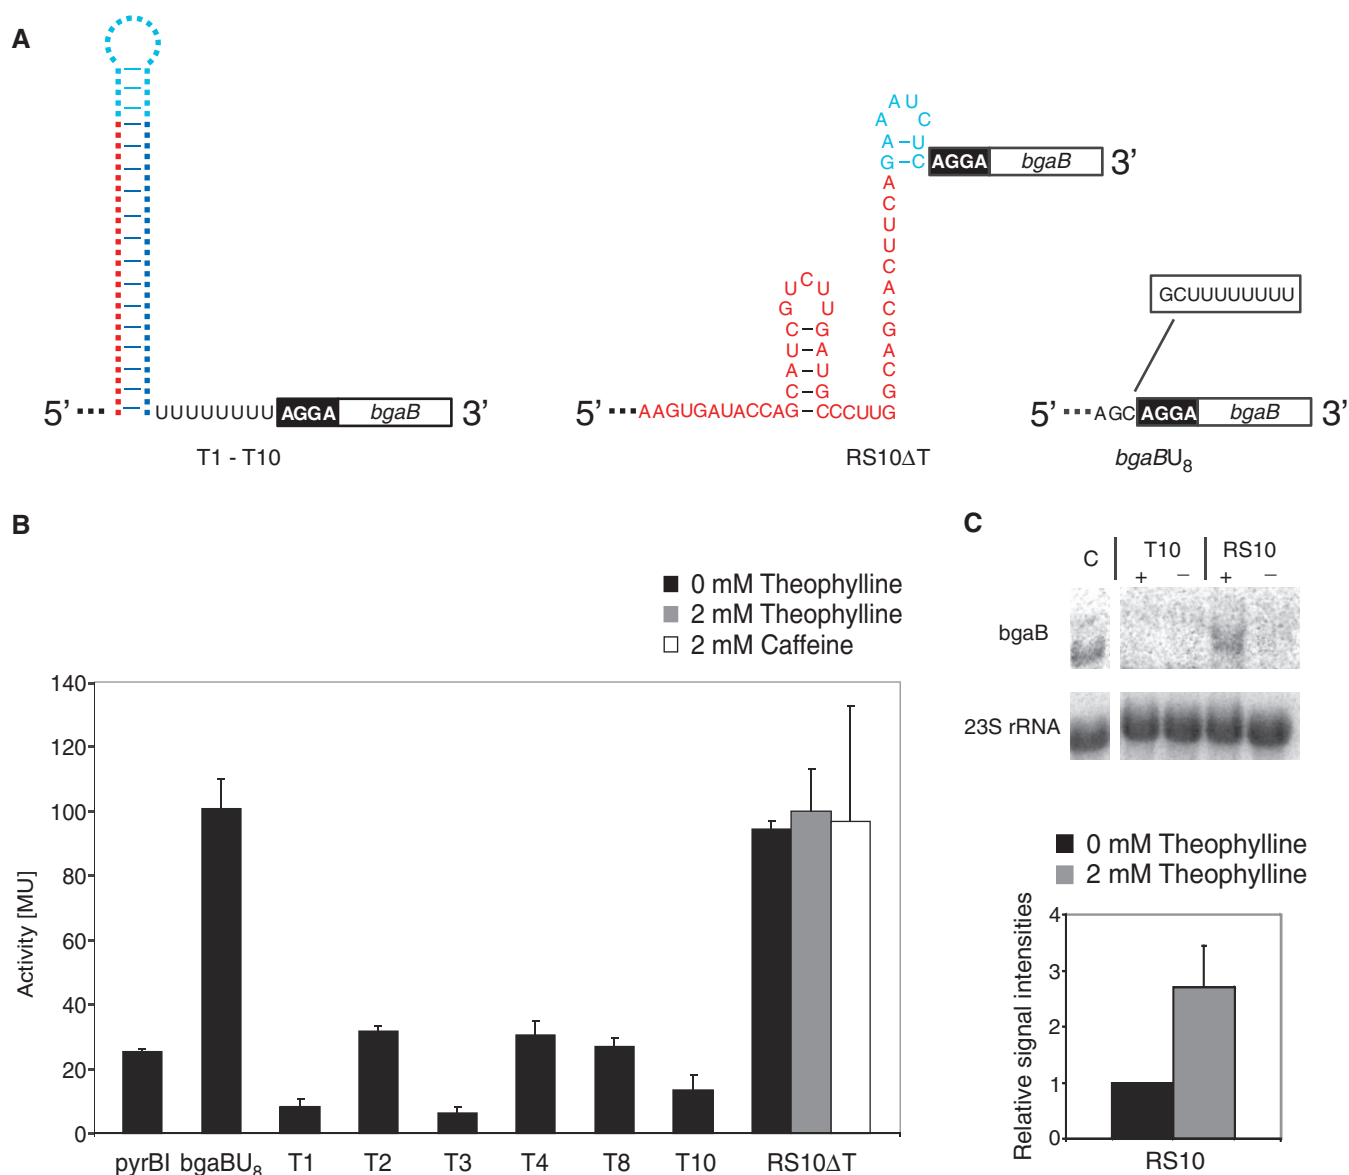 A
5’ UUUUUUUU AGGA bgaB 3’
T1 - T10
A U
A C
A – U
G – C AGGA bgaB 3’
A
C
U
U
C
A
C
G
A
C
G
G
U C U
G U
C – G
U – A
A – U
C – G
5’ AAGUGAUACCAG – CCCUUG
RS10ΔT
GCUUUUUUUU
5’ AGC AGGA bgaB 3’
bgaBU8
B
0 mM Theophylline
2 mM Theophylline
2 mM Caffeine
Activity [MU]
140
120
100
80
60
40
20
0
pyrBI bgaBU8 T1 T2 T3 T4 T8 T10 RS10ΔT
C
C T10 RS10
+ – + –
bgaB
23S rRNA
0 mM Theophylline
2 mM Theophylline
Relative signal intensities
4
3
2
1
0
RS10